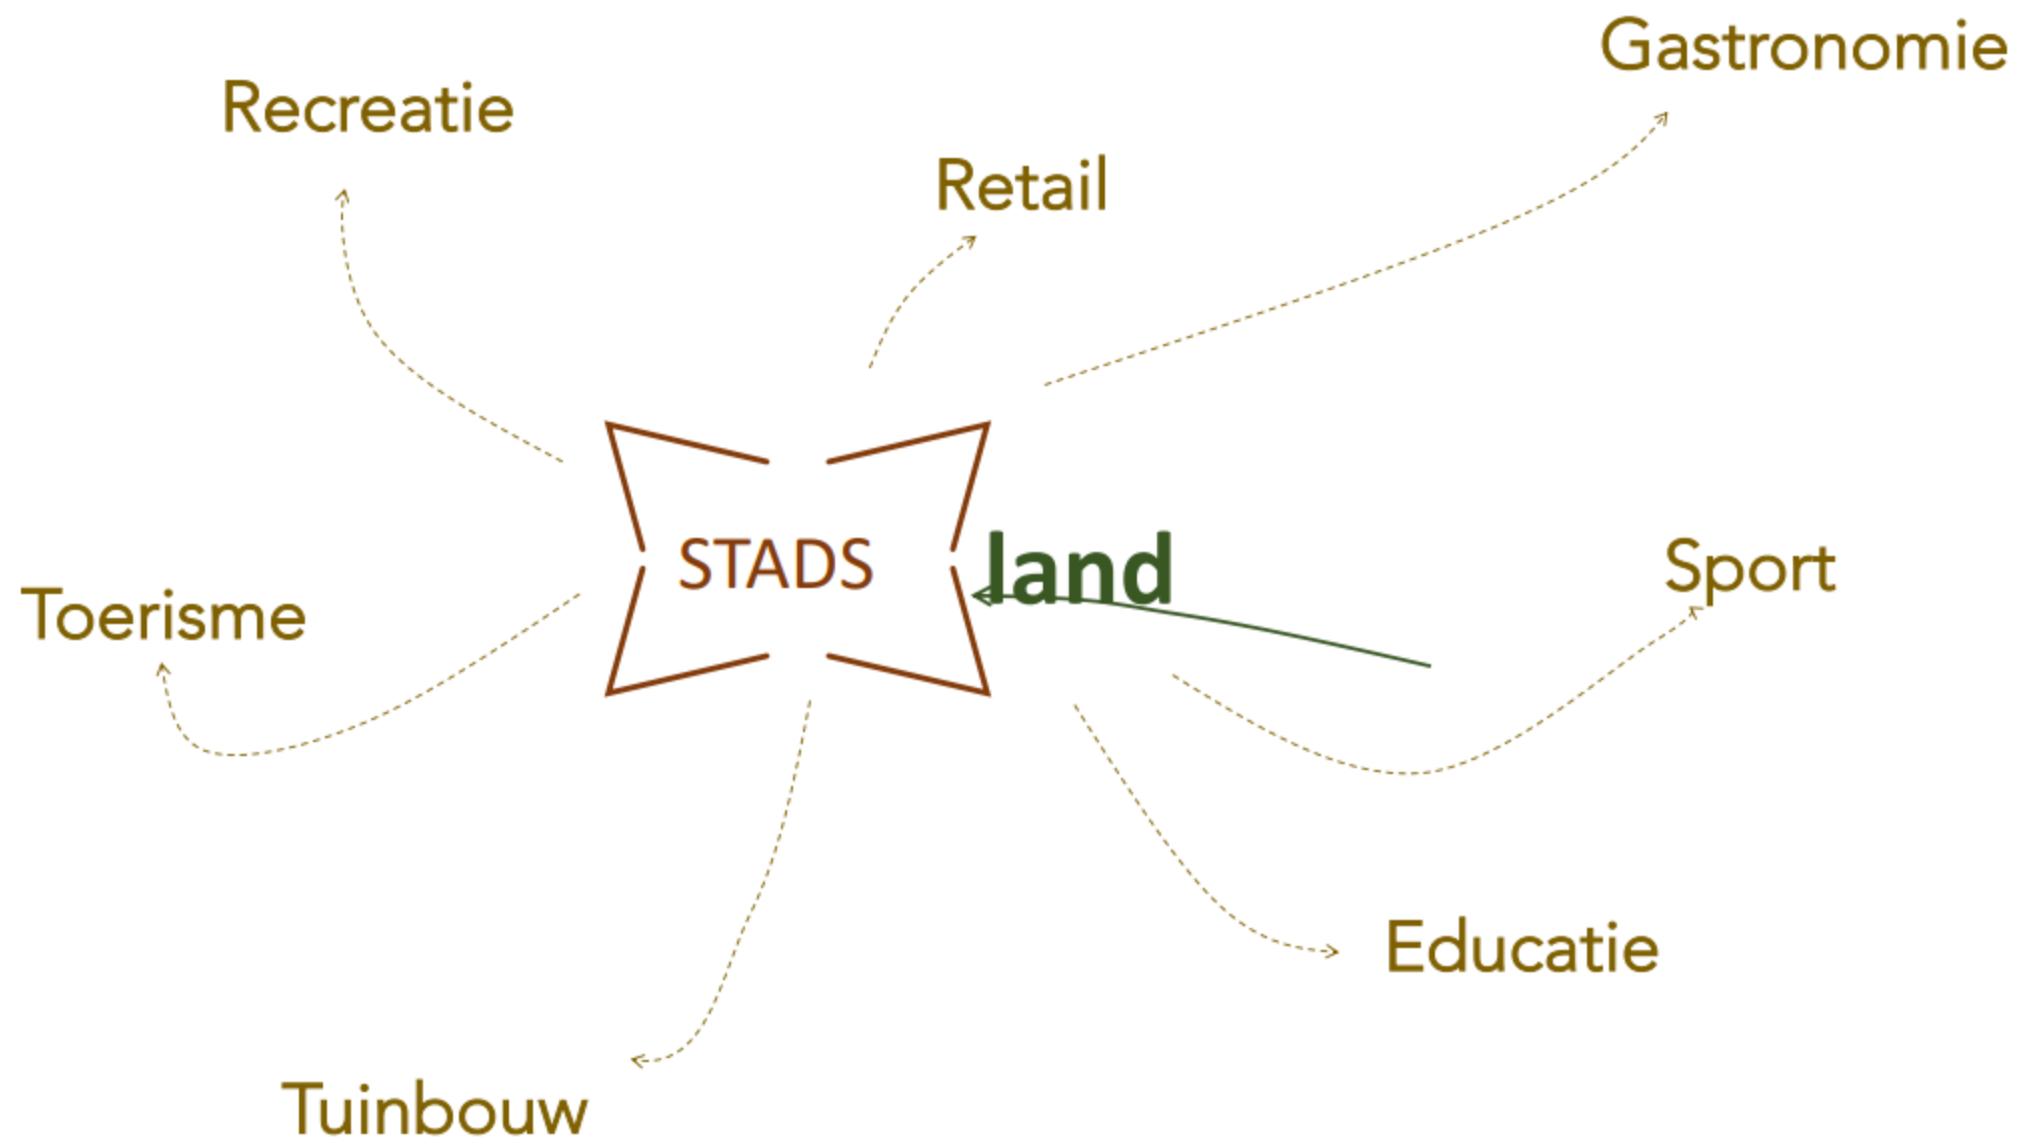 Gastronomie
Recreatie
Retail
STADS land
Sport
Toerisme
Educatie
Tuinbouw